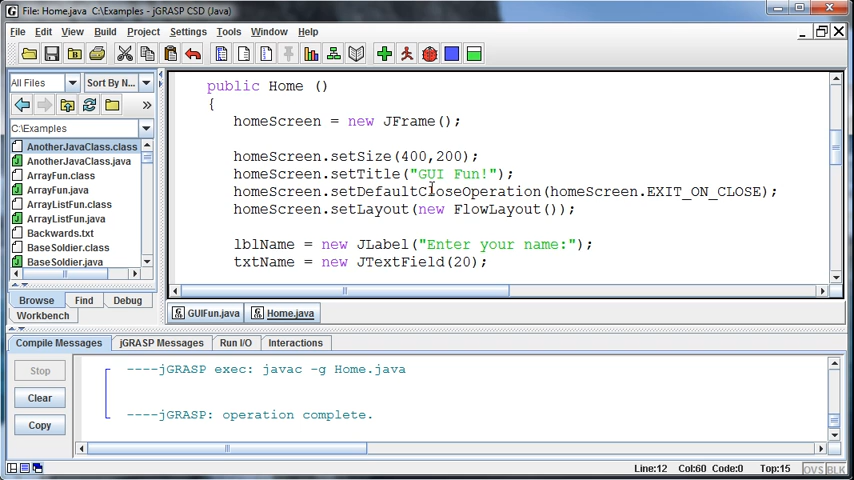 File: Home.java - jGRASP CSD (Java)
File Edit View Build Project Settings Tools Window Help
All Files Sort By N...
C:\Examples
AnotherJavaClass.class
AnotherJavaClass.java
ArrayFun.class
ArrayFun.java
ArrayListFun.class
ArrayListFun.java
Backwards.txt
BaseSoldier.class
BaseSoldier.java
Browse Find Debug
Workbench
public Home ()
{
homeScreen = new JFrame();
homeScreen.setSize(400,200);
homeScreen.setTitle("GUI Fun!");
homeScreen.setDefaultCloseOperation(homeScreen.EXIT_ON_CLOSE);
homeScreen.setLayout(new FlowLayout());
lblName = new JLabel("Enter your name:");
txtName = new JTextField(20);
GUIFun.java Home.java
Compile Messages jGRASP Messages Run I/O Interactions
Stop
Clear
Copy
----jGRASP exec: javac -g Home.java
----jGRASP: operation complete.
Line:12 Col:60 Code:0 Top:15 OVS BLK